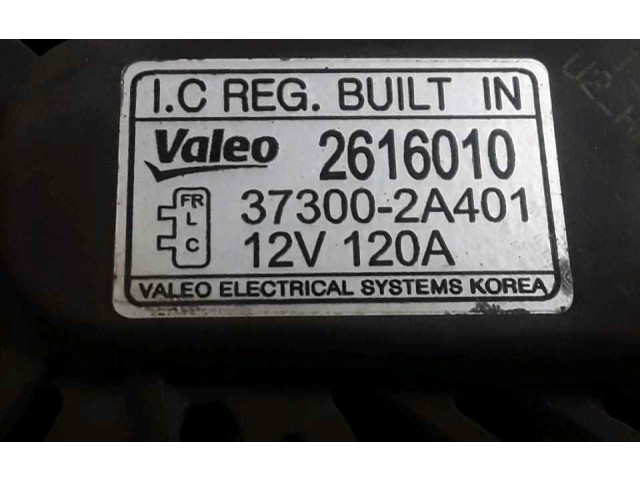 I.C REG. BUILT IN
Valeo 2616010
FR
L
C
37300-2A401
12V 120A
VALEO ELECTRICAL SYSTEMS KOREA